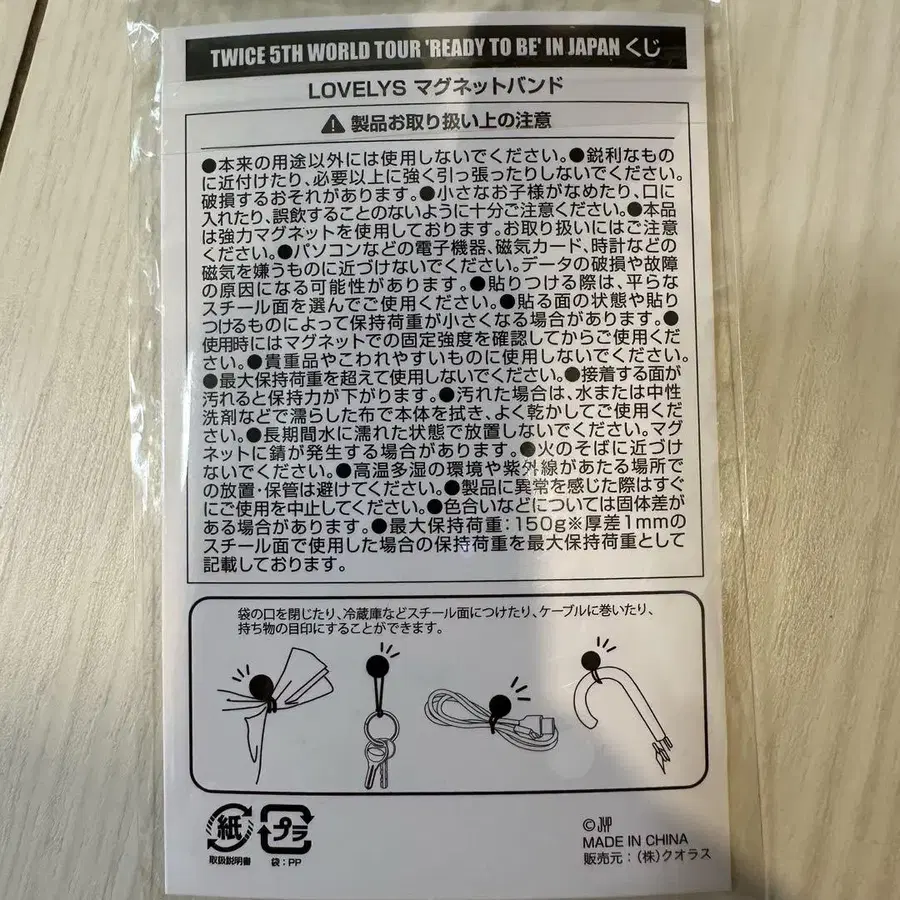 TWICE 5TH WORLD TOUR 'READY TO BE' IN JAPAN くじ
LOVELYS マグネットバンド
製品お取り扱い上の注意
●本来の用途以外には使用しないでください。●鋭利なもの
に近付けたり、必要以上に強く引っ張ったりしないでください。
破損するおそれがあります。●小さなお子様がなめたり、口に
入れたり、誤飲することのないように十分ご注意ください。●本品
は強力マグネットを使用しております。お取り扱いにはご注意
ください。●パソコンなどの電子機器、磁気カード、時計などの
磁気を嫌うものに近づけないでください。データの破損や故障
の原因になる可能性があります。●貼りつける際は、平らな
スチール面を選んでご使用ください。●貼る面の状態や貼り
つけるものによって保持荷重が小さくなる場合があります。●
使用時にはマグネットでの固定強度を確認してからご使用くだ
さい。●貴重品やこわれやすいものに使用しないでください。
●最大保持荷重を超えて使用しないでください。●接着する面が
汚れると保持力が下がります。●汚れた場合は、水または中性
洗剤などで濡らした布で本体を拭き、よく乾かしてご使用くだ
さい。●長期間水に濡れた状態で放置しないでください。マグ
ネットに錆が発生する場合があります。●火のそばに近づけ
ないでください。●高温多湿の環境や紫外線があたる場所で
の放置・保管は避けてください。●製品に異常を感じた際はすぐ
にご使用を中止してください。●色合いなどについては固体差が
ある場合があります。●最大保持荷重：150g※厚差1mmの
スチール面で使用した場合の保持荷重を最大保持荷重として
記載しております。
袋の口を閉じたり、冷蔵庫などスチール面につけたり、ケーブルに巻いたり、
持ち物の目印にすることができます。
紙
取扱説明書
プラ
袋：PP
© JYP
MADE IN CHINA
販売元：（株）クオラス